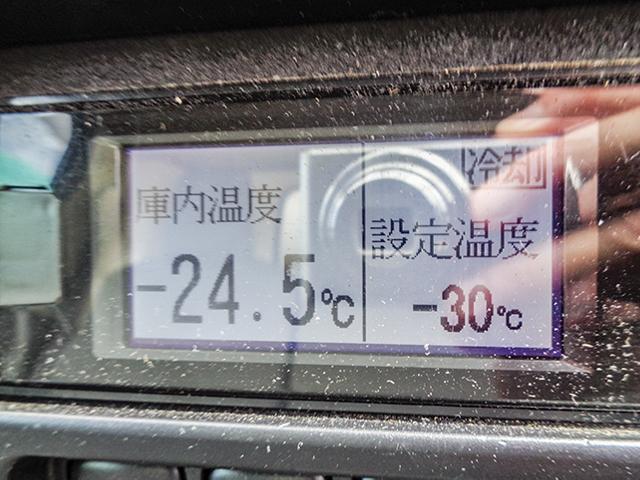 庫内温度
-24.5℃
冷却
設定温度
-30℃